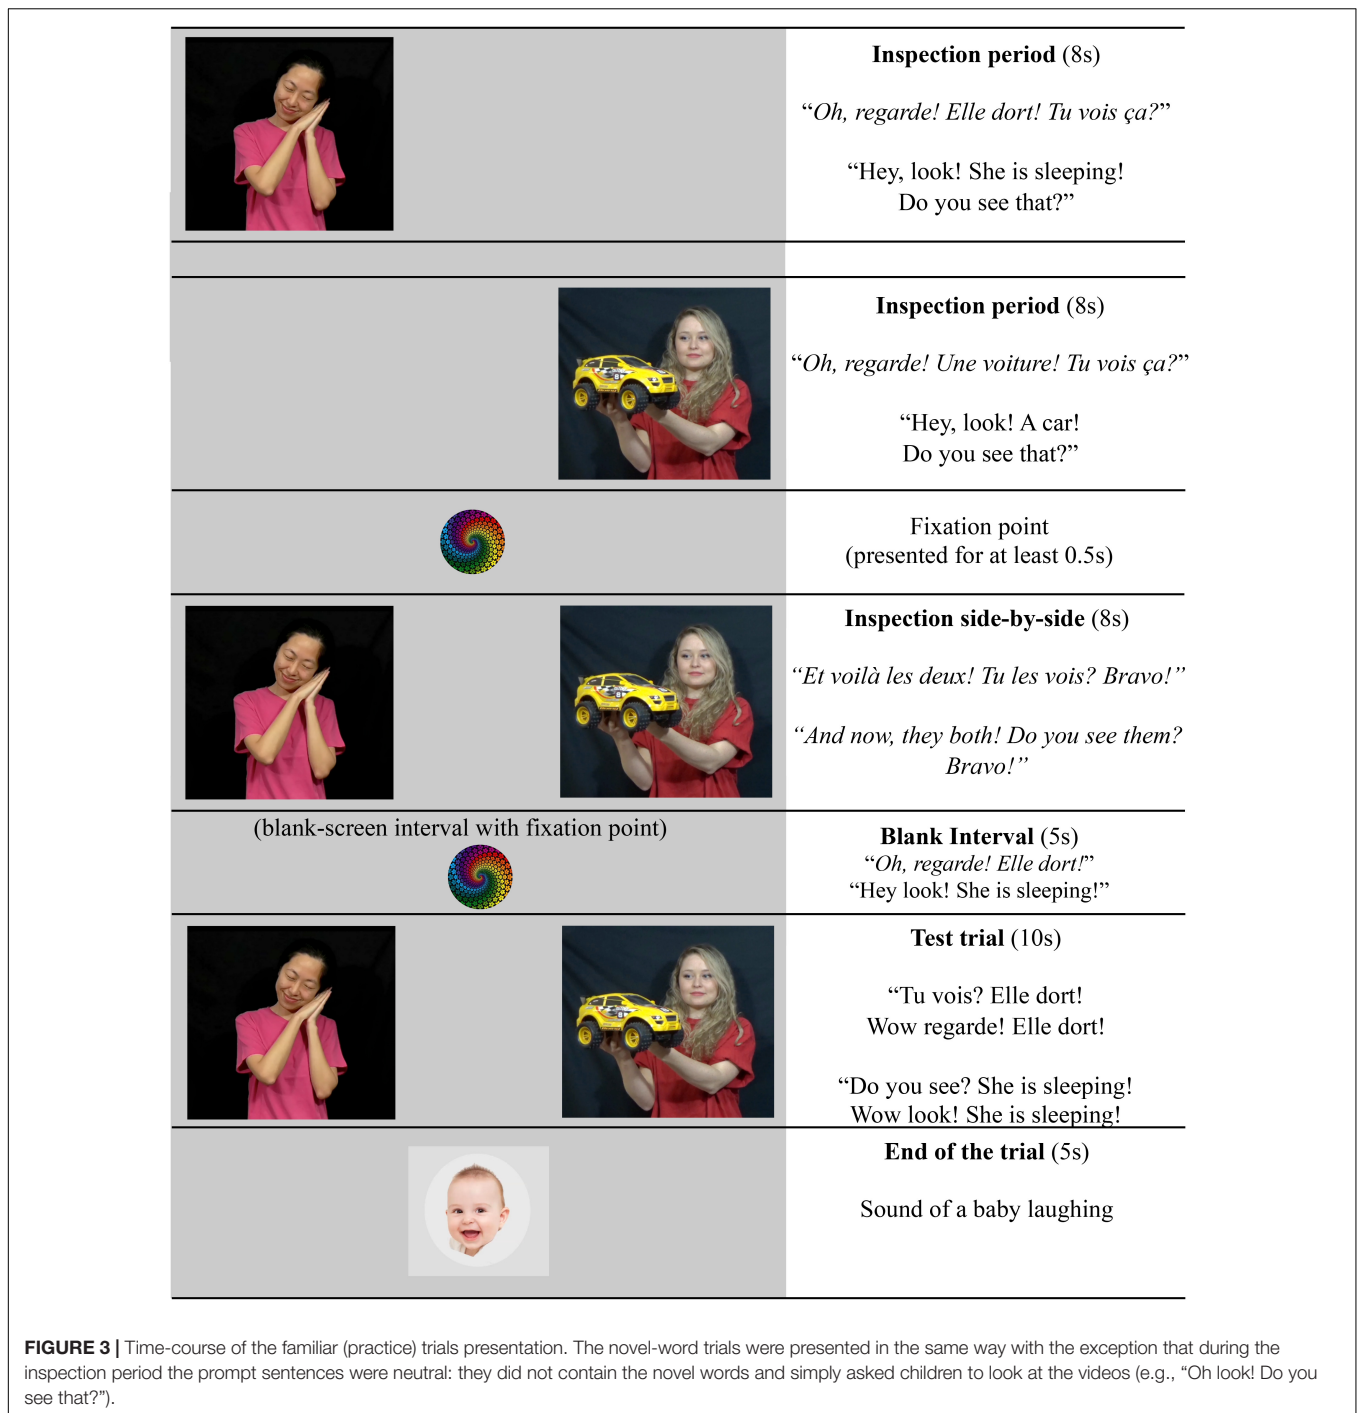 Inspection period (8s)
“Oh, regarde! Elle dort! Tu vois ça?”
“Hey, look! She is sleeping!
Do you see that?”
Inspection period (8s)
“Oh, regarde! Une voiture! Tu vois ça?”
“Hey, look! A car!
Do you see that?”
Fixation point
(presented for at least 0.5s)
Inspection side-by-side (8s)
“Et voilà les deux! Tu les vois? Bravo!”
“And now, they both! Do you see them?
Bravo!”
(blank-screen interval with fixation point)
Blank Interval (5s)
“Oh, regarde! Elle dort!”
“Hey look! She is sleeping!”
Test trial (10s)
“Tu vois? Elle dort!
Wow regarde! Elle dort!
“Do you see? She is sleeping!
Wow look! She is sleeping!
End of the trial (5s)
Sound of a baby laughing
FIGURE 3 | Time-course of the familiar (practice) trials presentation. The novel-word trials were presented in the same way with the exception that during the
inspection period the prompt sentences were neutral: they did not contain the novel words and simply asked children to look at the videos (e.g., “Oh look! Do you
see that?”).